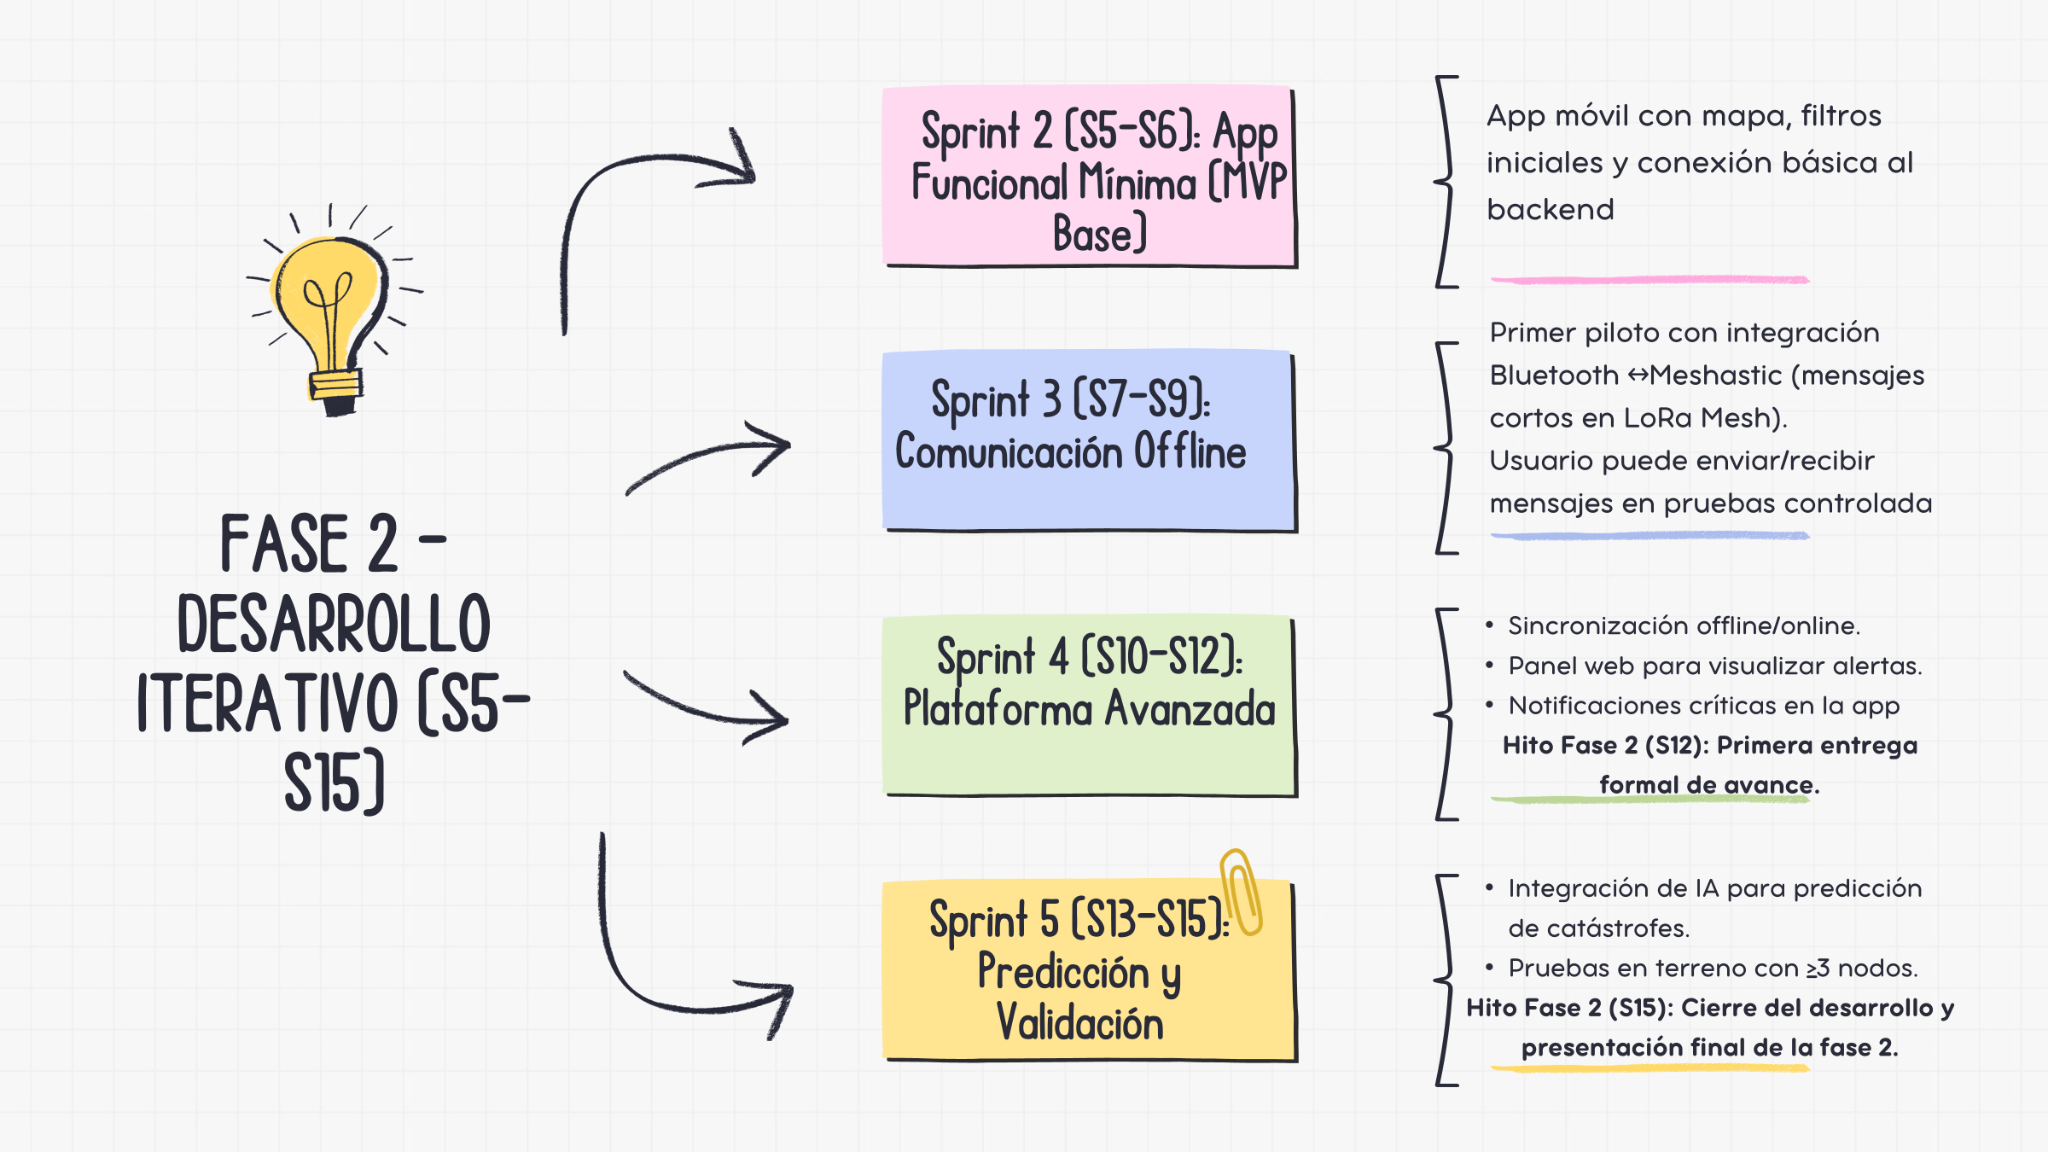 FASE 2 -
DESARROLLO
ITERATIVO (S5-
S15)
Sprint 2 (S5-S6): App
Funcional Mínima (MVP
Base)
App móvil con mapa, filtros
iniciales y conexión básica al
backend
Sprint 3 (S7-S9):
Comunicación Offline
Primer piloto con integración
Bluetooth ↔Meshastic (mensajes
cortos en LoRa Mesh).
Usuario puede enviar/recibir
mensajes en pruebas controlada
Sprint 4 (S10-S12):
Plataforma Avanzada
• Sincronización offline/online.
• Panel web para visualizar alertas.
• Notificaciones críticas en la app
Hito Fase 2 (S12): Primera entrega
formal de avance.
Sprint 5 (S13-S15):
Predicción y
Validación
• Integración de IA para predicción
de catástrofes.
• Pruebas en terreno con ≥3 nodos.
Hito Fase 2 (S15): Cierre del desarrollo y
presentación final de la fase 2.